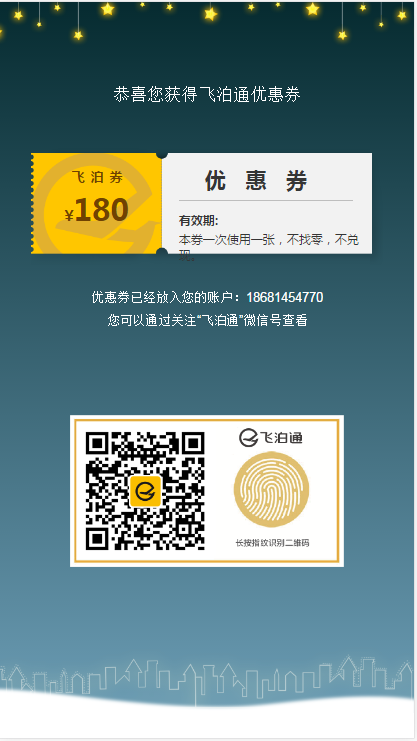 恭喜您获得飞泊通优惠券
飞泊券
¥180
优惠券
有效期:
本券一次使用一张，不找零，不兑
现。
优惠券已经放入您的账户：18681454770
您可以通过关注“飞泊通”微信号查看
飞泊通
长按指纹识别二维码